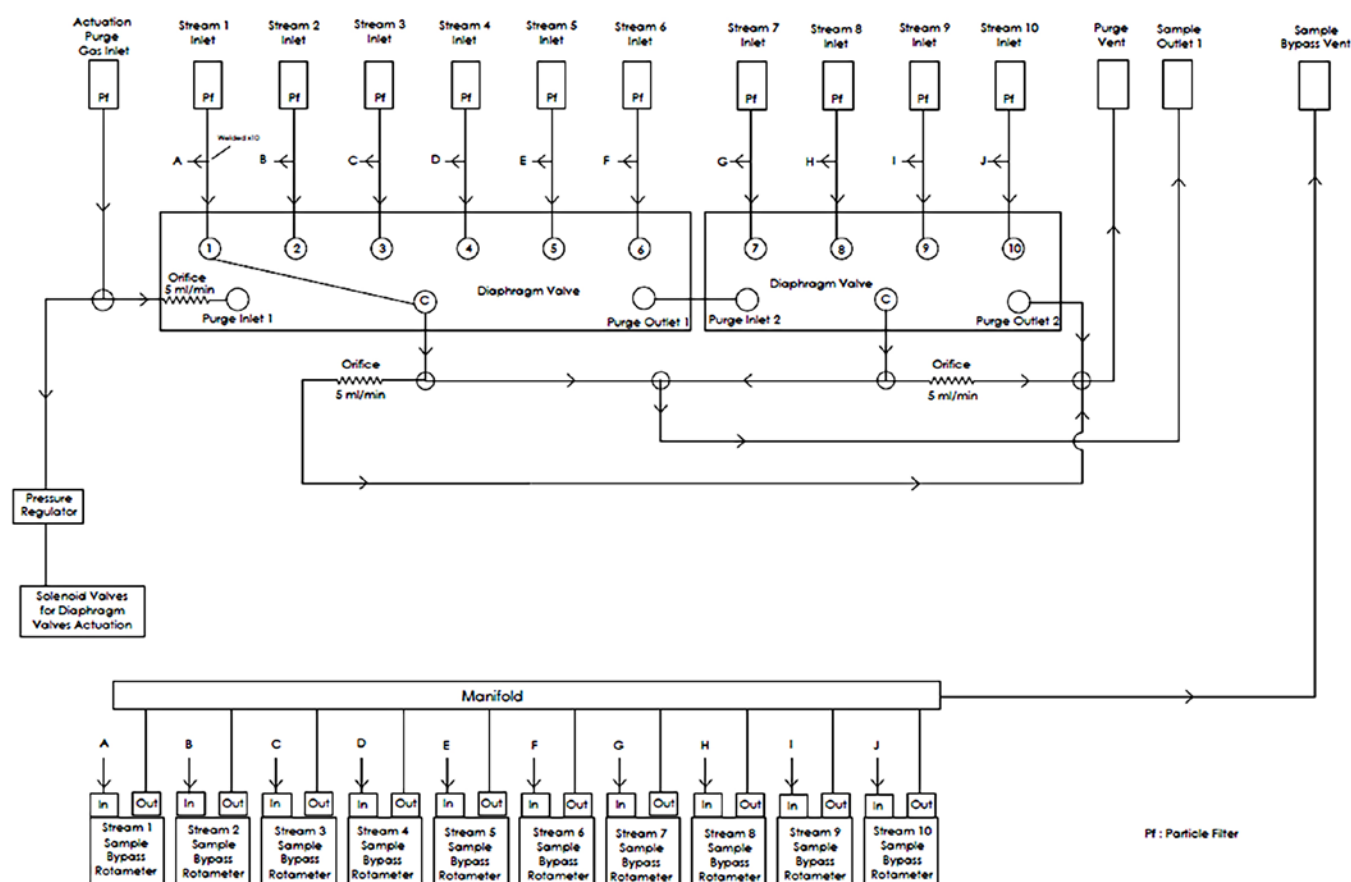 Actuation
Purge
Gas Inlet
Stream 1
Inlet
Stream 2
Inlet
Stream 3
Inlet
Stream 4
Inlet
Stream 5
Inlet
Stream 6
Inlet
Stream 7
Inlet
Stream 8
Inlet
Stream 9
Inlet
Stream 10
Inlet
Purge
Vent
Sample
Outlet 1
Sample
Bypass Vent
Pf
Pf
Pf
Pf
Pf
Pf
Pf
Pf
Pf
Pf
Pf
Welded x10
A
B
C
D
E
F
G
H
I
J
1
2
3
4
5
6
7
8
9
10
Orifice
5 ml/min
Purge Inlet 1
C
Diaphragm Valve
Purge Outlet 1
Purge Inlet 2
Diaphragm Valve
C
Purge Outlet 2
Orifice
5 ml/min
Orifice
5 ml/min
Pressure
Regulator
Solenoid Valves
for Diaphragm
Valves Actuation
Manifold
A
B
C
D
E
F
G
H
I
J
In
Out
In
Out
In
Out
In
Out
In
Out
In
Out
In
Out
In
Out
In
Out
In
Out
Stream 1
Sample
Bypass
Rotameter
Stream 2
Sample
Bypass
Rotameter
Stream 3
Sample
Bypass
Rotameter
Stream 4
Sample
Bypass
Rotameter
Stream 5
Sample
Bypass
Rotameter
Stream 6
Sample
Bypass
Rotameter
Stream 7
Sample
Bypass
Rotameter
Stream 8
Sample
Bypass
Rotameter
Stream 9
Sample
Bypass
Rotameter
Stream 10
Sample
Bypass
Rotameter
Pf : Particle Filter